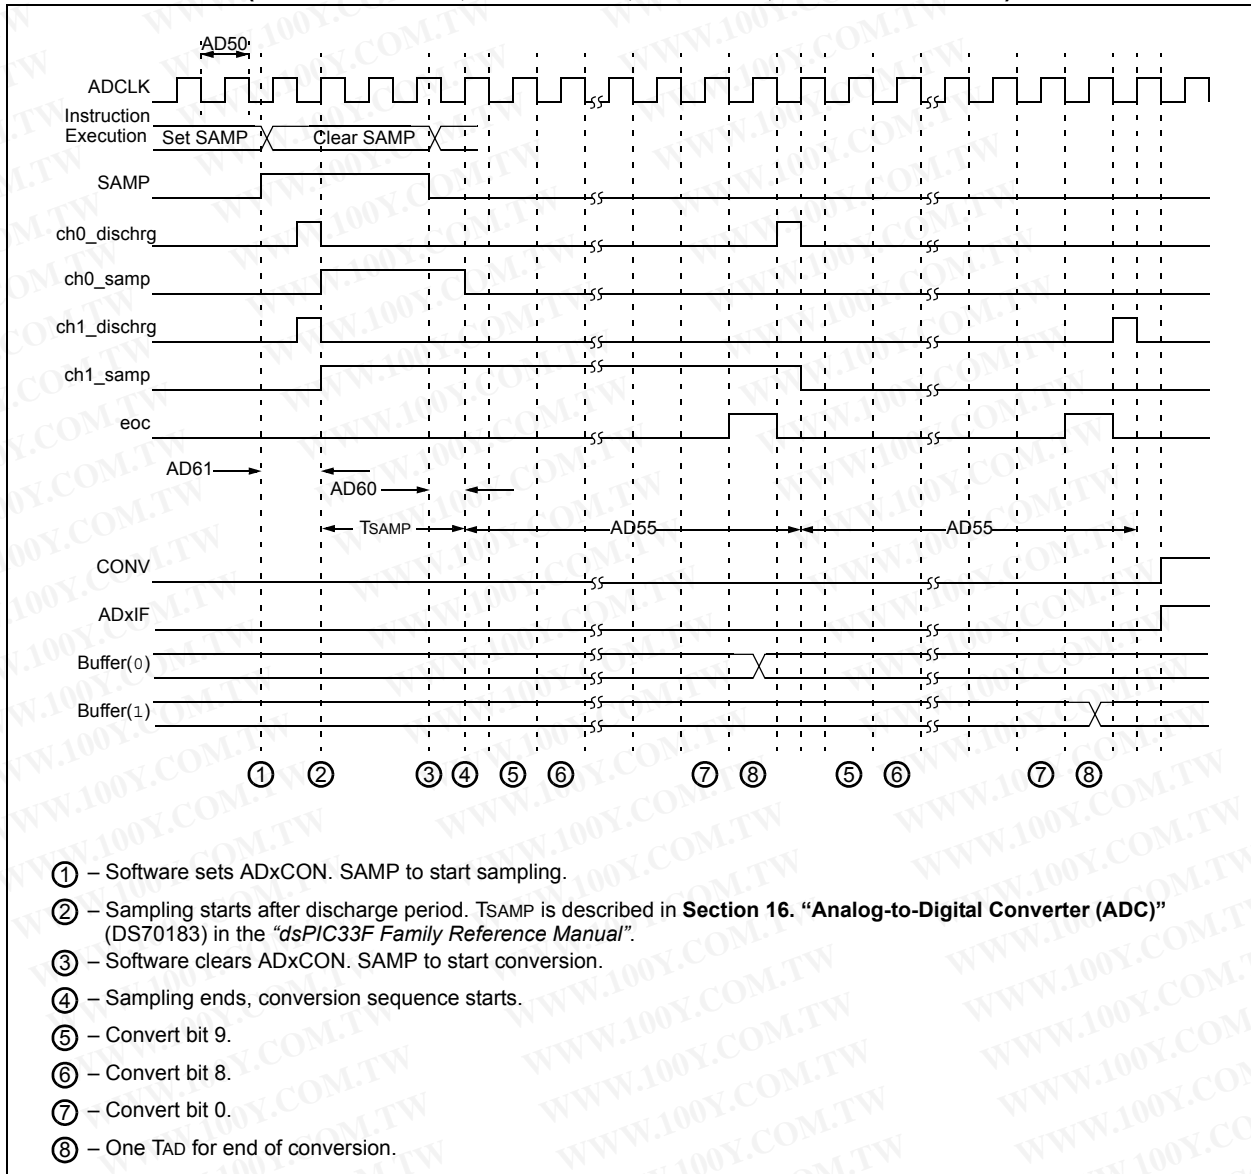 AD50
ADCLK
Instruction
Execution
Set SAMP
Clear SAMP
SAMP
ch0_dischrg
ch0_samp
ch1_dischrg
ch1_samp
eoc
AD61
AD60
TSAMP
AD55
AD55
CONV
ADxIF
Buffer(0)
Buffer(1)
1 2 3 4 5 6 7 8 5 6 7 8
1 – Software sets ADxCON. SAMP to start sampling.
2 – Sampling starts after discharge period. TSAMP is described in Section 16. “Analog-to-Digital Converter (ADC)”
(DS70183) in the “dsPIC33F Family Reference Manual”.
3 – Software clears ADxCON. SAMP to start conversion.
4 – Sampling ends, conversion sequence starts.
5 – Convert bit 9.
6 – Convert bit 8.
7 – Convert bit 0.
8 – One TAD for end of conversion.
WWW.100Y.COM.TW